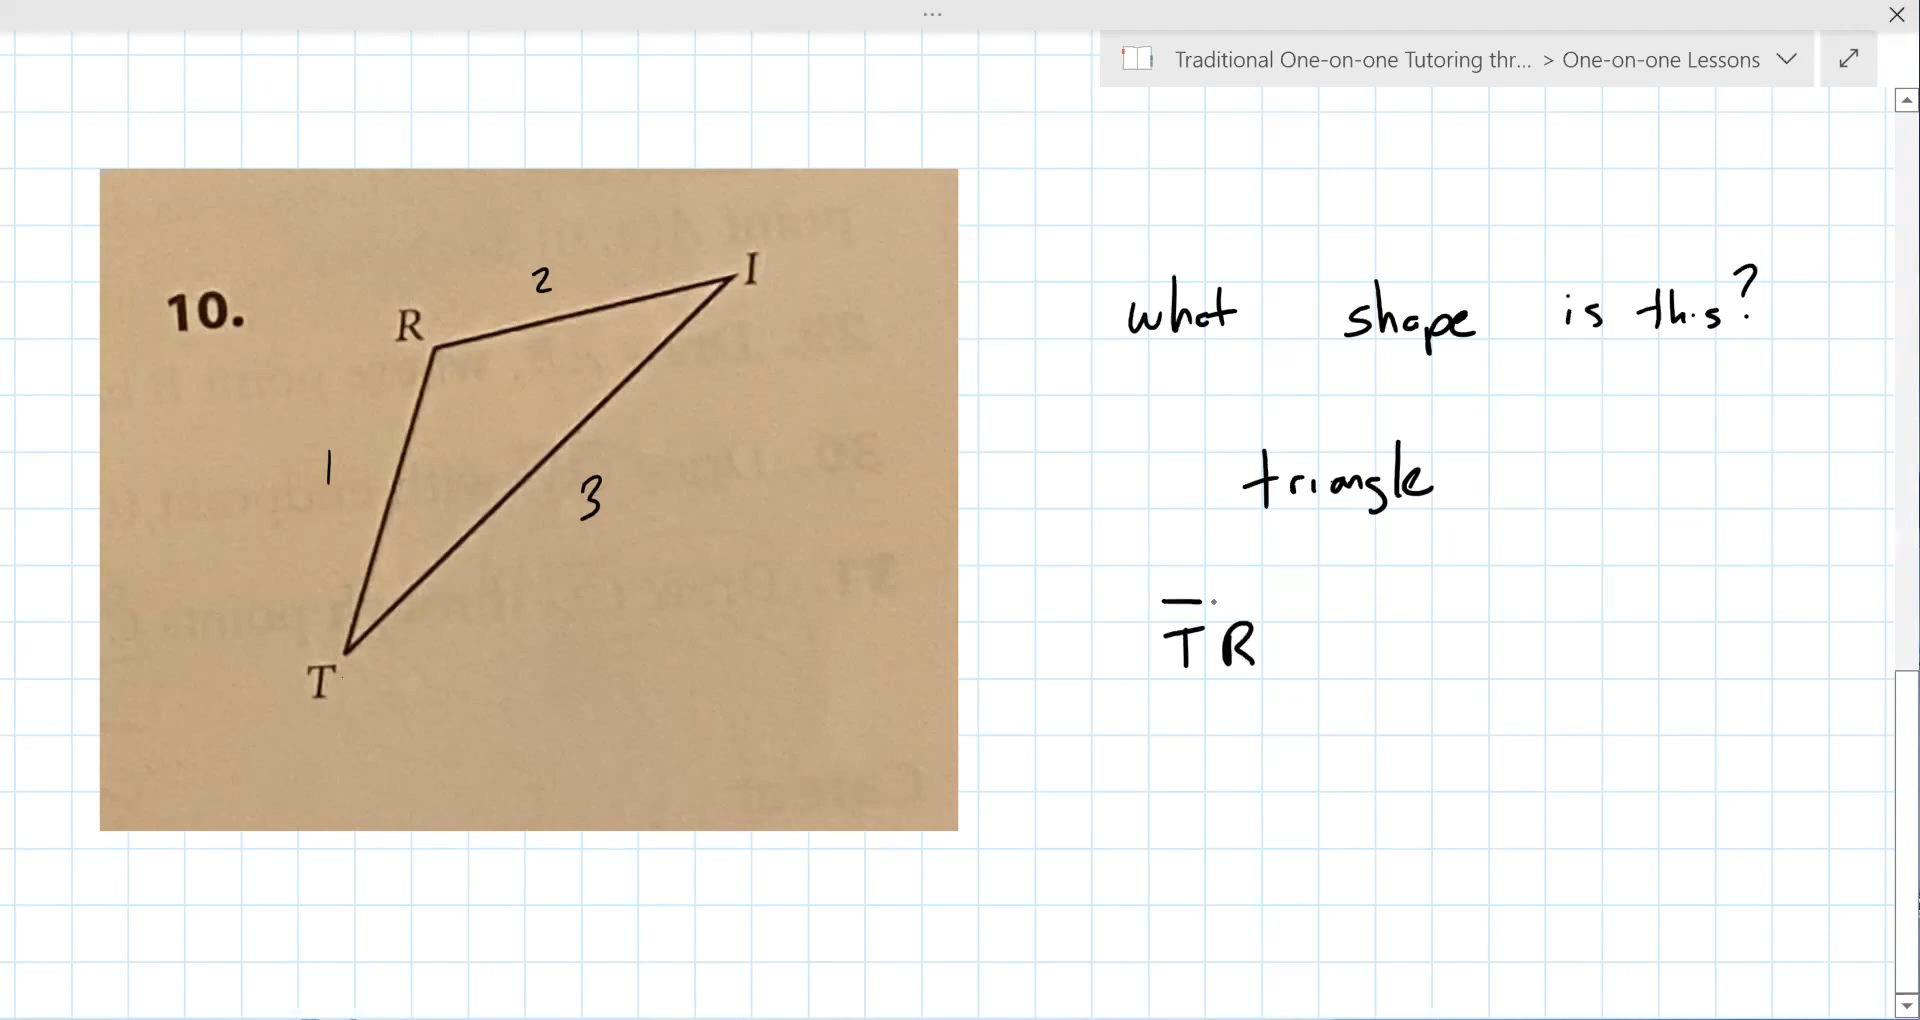 ...
Traditional One-on-one Tutoring thr... > One-on-one Lessons
10.
R
2
I
1
3
T
what shape is this?
triangle
TR